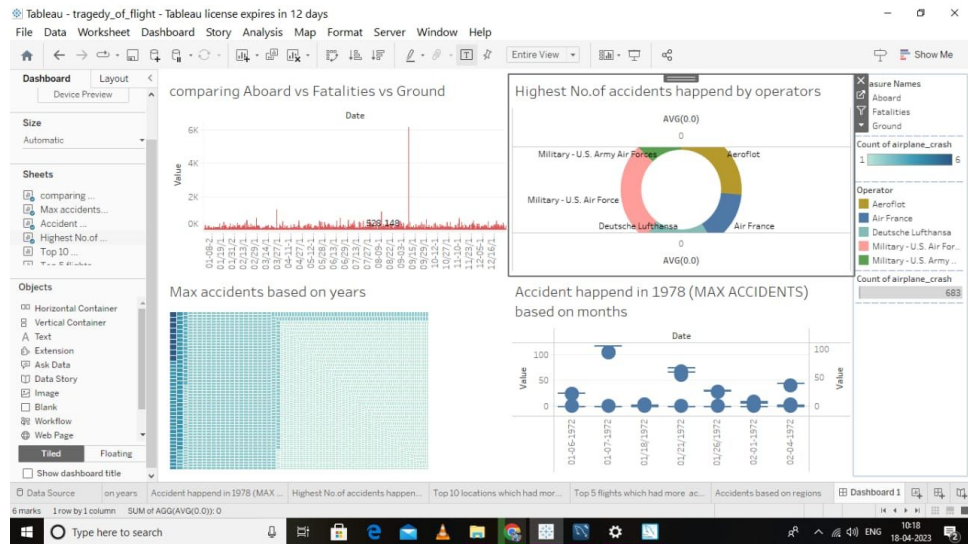 Tableau - tragedy_of_flight - Tableau license expires in 12 days
File Data Worksheet Dashboard Story Analysis Map Format Server Window Help
Entire View
Show Me
Dashboard Layout
Device Preview
Size
Automatic
Sheets
comparing ...
Max accidents...
Accident ...
Highest No.of ...
Top 10 ...
Top 5 flights
Objects
Horizontal Container
Vertical Container
Text
Extension
Ask Data
Data Story
Image
Blank
Workflow
Web Page
Tiled Floating
Show dashboard title
comparing Aboard vs Fatalities vs Ground
Date
Value
6K
4K
2K
0K
Highest No.of accidents happend by operators
AVG(0.0)
0
Military - U.S. Army Air Forces
Aeroflot
Military - U.S. Air Force
Deutsche Lufthansa
Air France
0
AVG(0.0)
Max accidents based on years
Accident happend in 1978 (MAX ACCIDENTS)
based on months
Date
Value
100
50
0
100
50
0
Value
01-06-1972
01-07-1972
01/18/1972
01/21/1972
01/26/1972
02-01-1972
02-04-1972
asure Names
Aboard
Fatalities
Ground
Count of airplane_crash
1 6
Operator
Aeroflot
Air France
Deutsche Lufthansa
Military - U.S. Air For...
Military - U.S. Army ...
Count of airplane_crash
683
Data Source on years Accident happend in 1978 (MAX ... Highest No.of accidents happen... Top 10 locations which had mor... Top 5 flights which had more ac... Accidents based on regions Dashboard 1
6 marks 1 row by 1 column SUM of AGG(AVG(0.0)): 0
Type here to search
ENG
10:18
18-04-2023